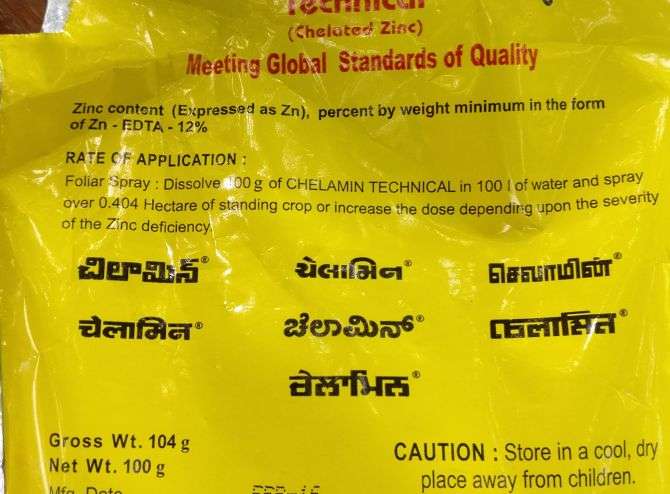 Technical
(Chelated Zinc)
Meeting Global Standards of Quality
Zinc content (Expressed as Zn), percent by weight minimum in the form
of Zn - EDTA - 12%
RATE OF APPLICATION :
Foliar Spray : Dissolve 100 g of CHELAMIN TECHNICAL in 100 l of water and spray
over 0.404 Hectare of standing crop or increase the dose depending upon the severity
of the Zinc deficiency
®
® செலாமின்®
चेलामिन® ಚೆಲಾಮಿನ್® ®
®
Gross Wt. 104 g
Net Wt. 100 g
CAUTION : Store in a cool, dry
place away from children.
Mfg. Date